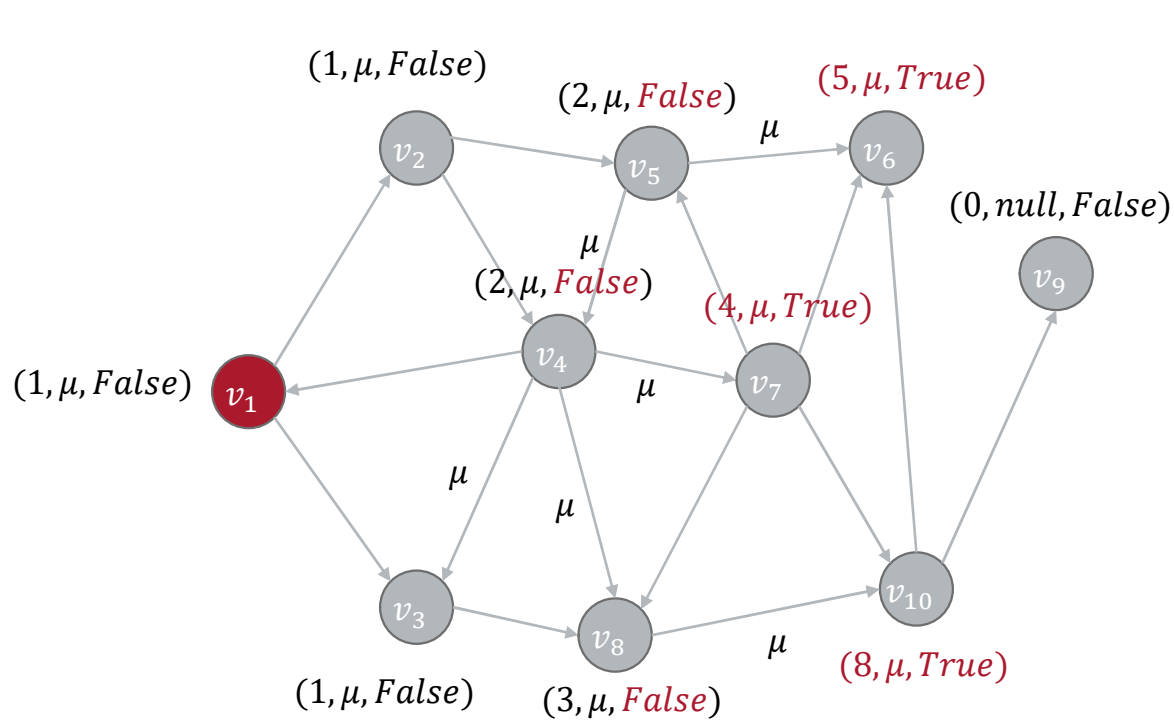 (1, μ, False)
(2, μ, False)
(5, μ, True)
μ
v₂
v₅
v₆
(0, null, False)
μ
(2, μ, False)
v₉
(4, μ, True)
v₄
(1, μ, False)
v₁
μ
v₇
μ
μ
v₃
v₈
v₁₀
μ
(8, μ, True)
(1, μ, False)
(3, μ, False)